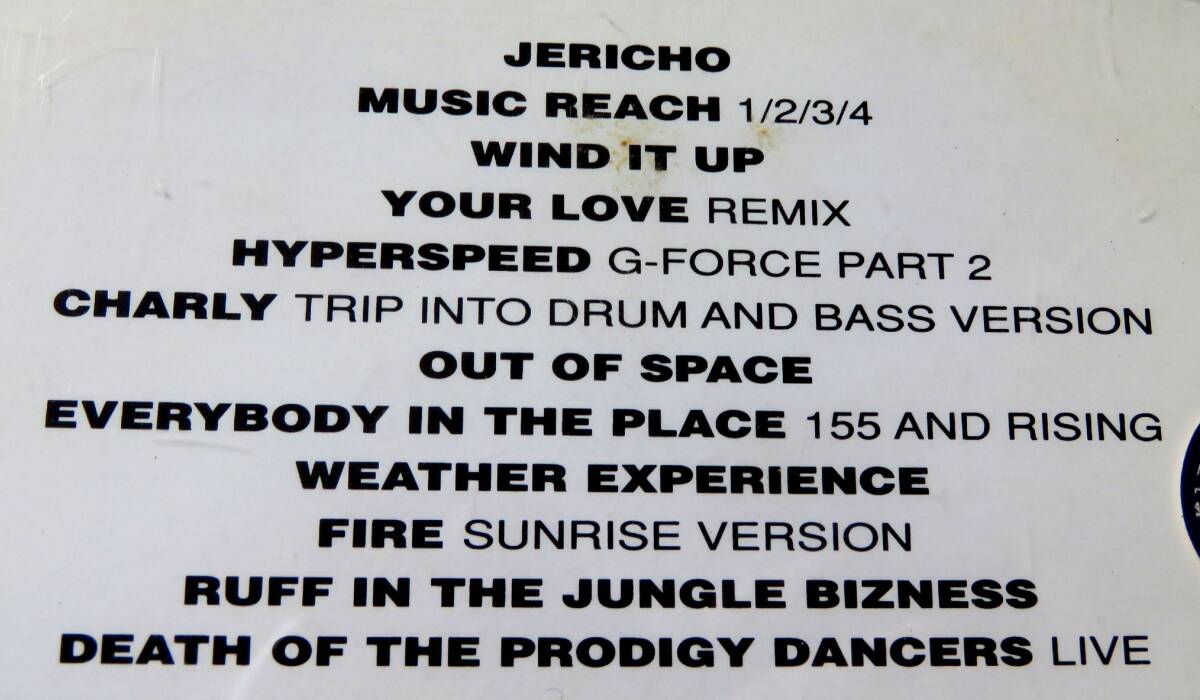 JERICHO
MUSIC REACH 1/2/3/4
WIND IT UP
YOUR LOVE REMIX
HYPERSPEED G-FORCE PART 2
CHARLY TRIP INTO DRUM AND BASS VERSION
OUT OF SPACE
EVERYBODY IN THE PLACE 155 AND RISING
WEATHER EXPERIENCE
FIRE SUNRISE VERSION
RUFF IN THE JUNGLE BIZNESS
DEATH OF THE PRODIGY DANCERS LIVE